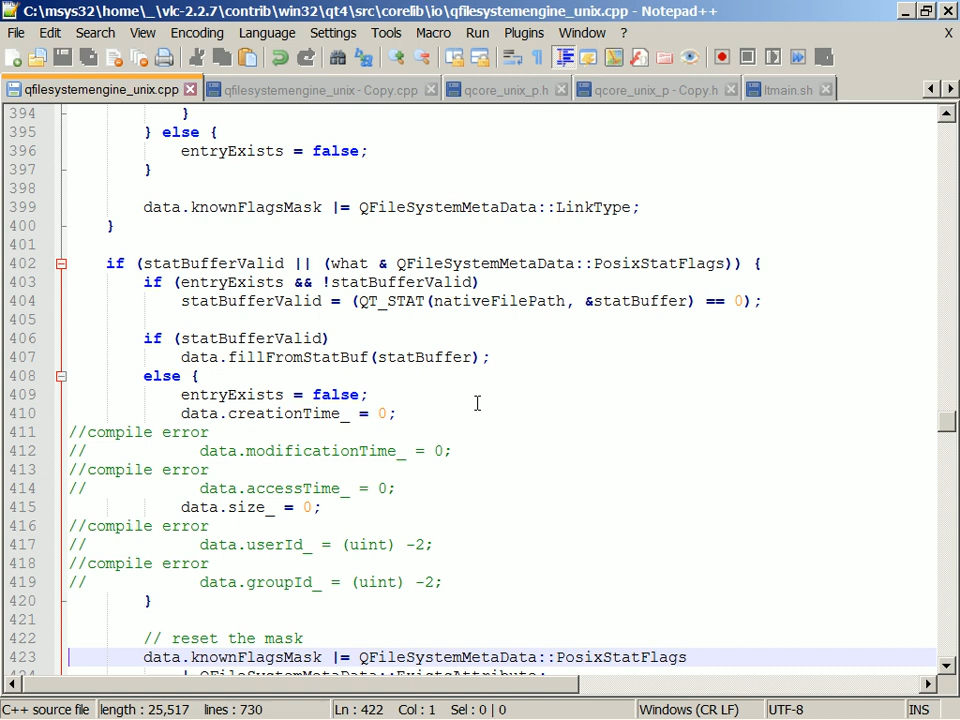 C:\msys32\home\_\vlc-2.2.7\contrib\win32\qt4\src\corelib\io\qfilesystemengine_unix.cpp - Notepad++
File Edit Search View Encoding Language Settings Tools Macro Run Plugins Window ? X
qfilesystemengine_unix.cpp qfilesystemengine_unix - Copy.cpp qcore_unix_p.h qcore_unix_p - Copy.h ltmain.sh
394 }
395 } else {
396 entryExists = false;
397 }
398
399 data.knownFlagsMask |= QFileSystemMetaData::LinkType;
400 }
401
402 if (statBufferValid || (what & QFileSystemMetaData::PosixStatFlags)) {
403 if (entryExists && !statBufferValid)
404 statBufferValid = (QT_STAT(nativeFilePath, &statBuffer) == 0);
405
406 if (statBufferValid)
407 data.fillFromStatBuf(statBuffer);
408 else {
409 entryExists = false;
410 data.creationTime_ = 0;
411 //compile error
412 // data.modificationTime_ = 0;
413 //compile error
414 // data.accessTime_ = 0;
415 data.size_ = 0;
416 //compile error
417 // data.userId_ = (uint) -2;
418 //compile error
419 // data.groupId_ = (uint) -2;
420 }
421
422 // reset the mask
423 data.knownFlagsMask |= QFileSystemMetaData::PosixStatFlags
424 | QFileSystemMetaData::ExistsAttribute;
C++ source file length : 25,517 lines : 730 Ln : 422 Col : 1 Sel : 0 | 0 Windows (CR LF) UTF-8 INS